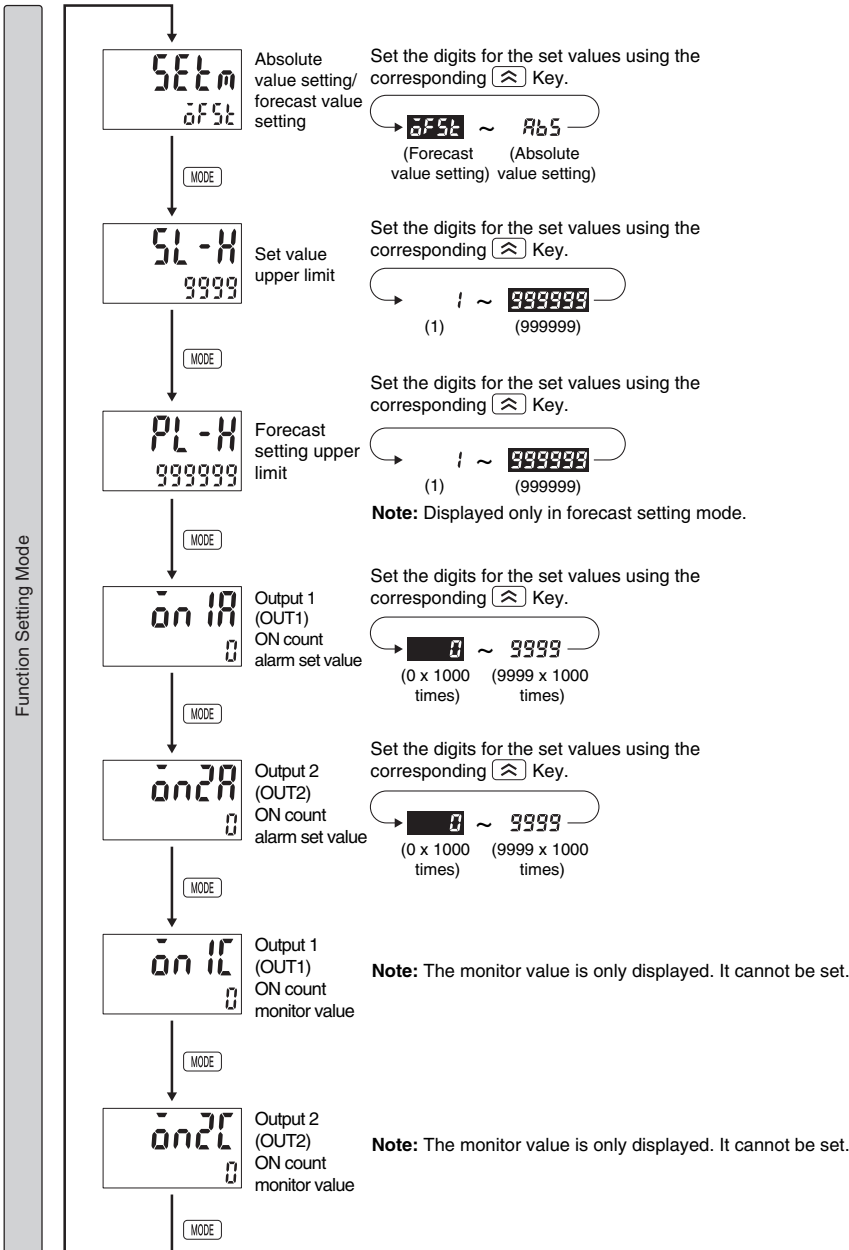 Function Setting Mode
SEtm
oFSt
Absolute
value setting/
forecast value
setting
Set the digits for the set values using the
corresponding Key.
oFSt ~ AbS
(Forecast
value setting)
(Absolute
value setting)
MODE
SL-H
9999
Set value
upper limit
Set the digits for the set values using the
corresponding Key.
1 ~ 999999
(1) (999999)
MODE
PL-H
999999
Forecast
setting upper
limit
Set the digits for the set values using the
corresponding Key.
1 ~ 999999
(1) (999999)
Note: Displayed only in forecast setting mode.
MODE
on1A
0
Output 1
(OUT1)
ON count
alarm set value
Set the digits for the set values using the
corresponding Key.
0 ~ 9999
(0 x 1000
times)
(9999 x 1000
times)
MODE
on2A
0
Output 2
(OUT2)
ON count
alarm set value
Set the digits for the set values using the
corresponding Key.
0 ~ 9999
(0 x 1000
times)
(9999 x 1000
times)
MODE
on1C
0
Output 1
(OUT1)
ON count
monitor value
Note: The monitor value is only displayed. It cannot be set.
MODE
on2C
0
Output 2
(OUT2)
ON count
monitor value
Note: The monitor value is only displayed. It cannot be set.
MODE